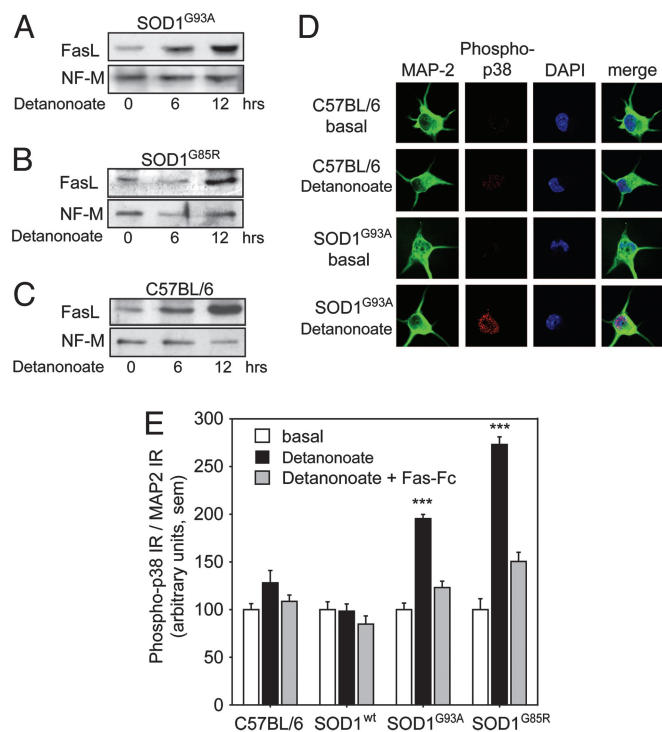 A
SOD1G93A
FasL
NF-M
Detanonoate 0 6 12 hrs
B
SOD1G85R
FasL
NF-M
Detanonoate 0 6 12 hrs
C
C57BL/6
FasL
NF-M
Detanonoate 0 6 12 hrs
D
Phospho-
MAP-2 p38 DAPI merge
C57BL/6
basal
C57BL/6
Detanonoate
SOD1G93A
basal
SOD1G93A
Detanonoate
E
Phospho-p38 IR / MAP2 IR
(arbitrary units, sem)
300
250
200
150
100
50
0
basal
Detanonoate
Detanonoate + Fas-Fc
***
***
C57BL/6 SOD1wt SOD1G93A SOD1G85R